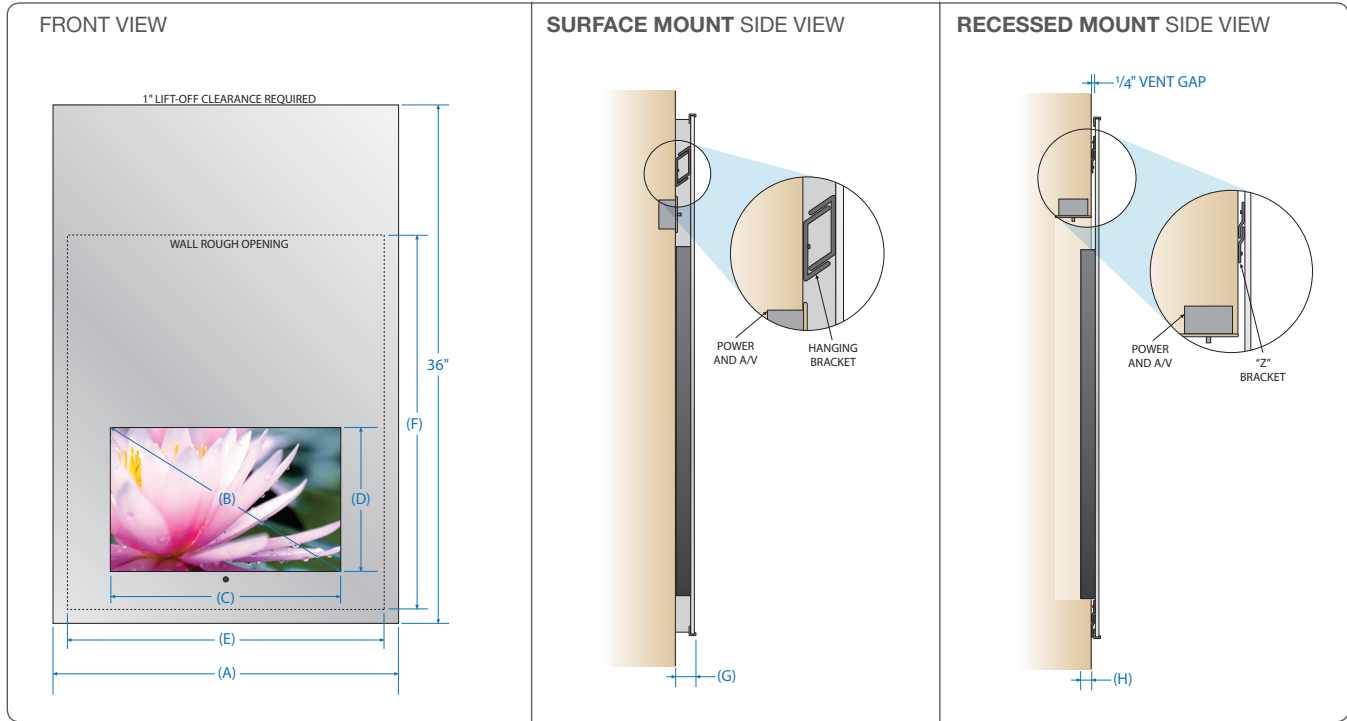 FRONT VIEW
1" LIFT-OFF CLEARANCE REQUIRED
WALL ROUGH OPENING
36"
(F)
(B)
(D)
(C)
(E)
(A)
SURFACE MOUNT SIDE VIEW
POWER
AND A/V
HANGING
BRACKET
(G)
RECESSED MOUNT SIDE VIEW
1/4" VENT GAP
POWER
AND A/V
“Z”
BRACKET
(H)